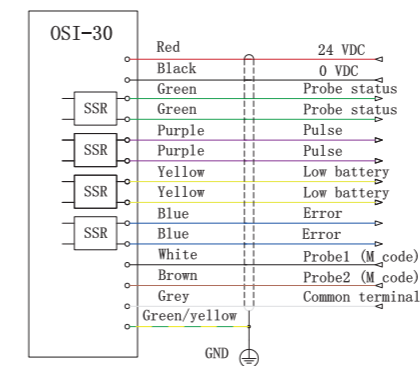 OSI-30
Red 24 VDC
Black 0 VDC
Green Probe status
SSR
Green Probe status
Purple Pulse
SSR
Purple Pulse
Yellow Low battery
SSR
Yellow Low battery
Blue Error
SSR
Blue Error
White Probe1 (M_code)
Brown Probe2 (M_code)
Grey Common terminal
Green/yellow
GND